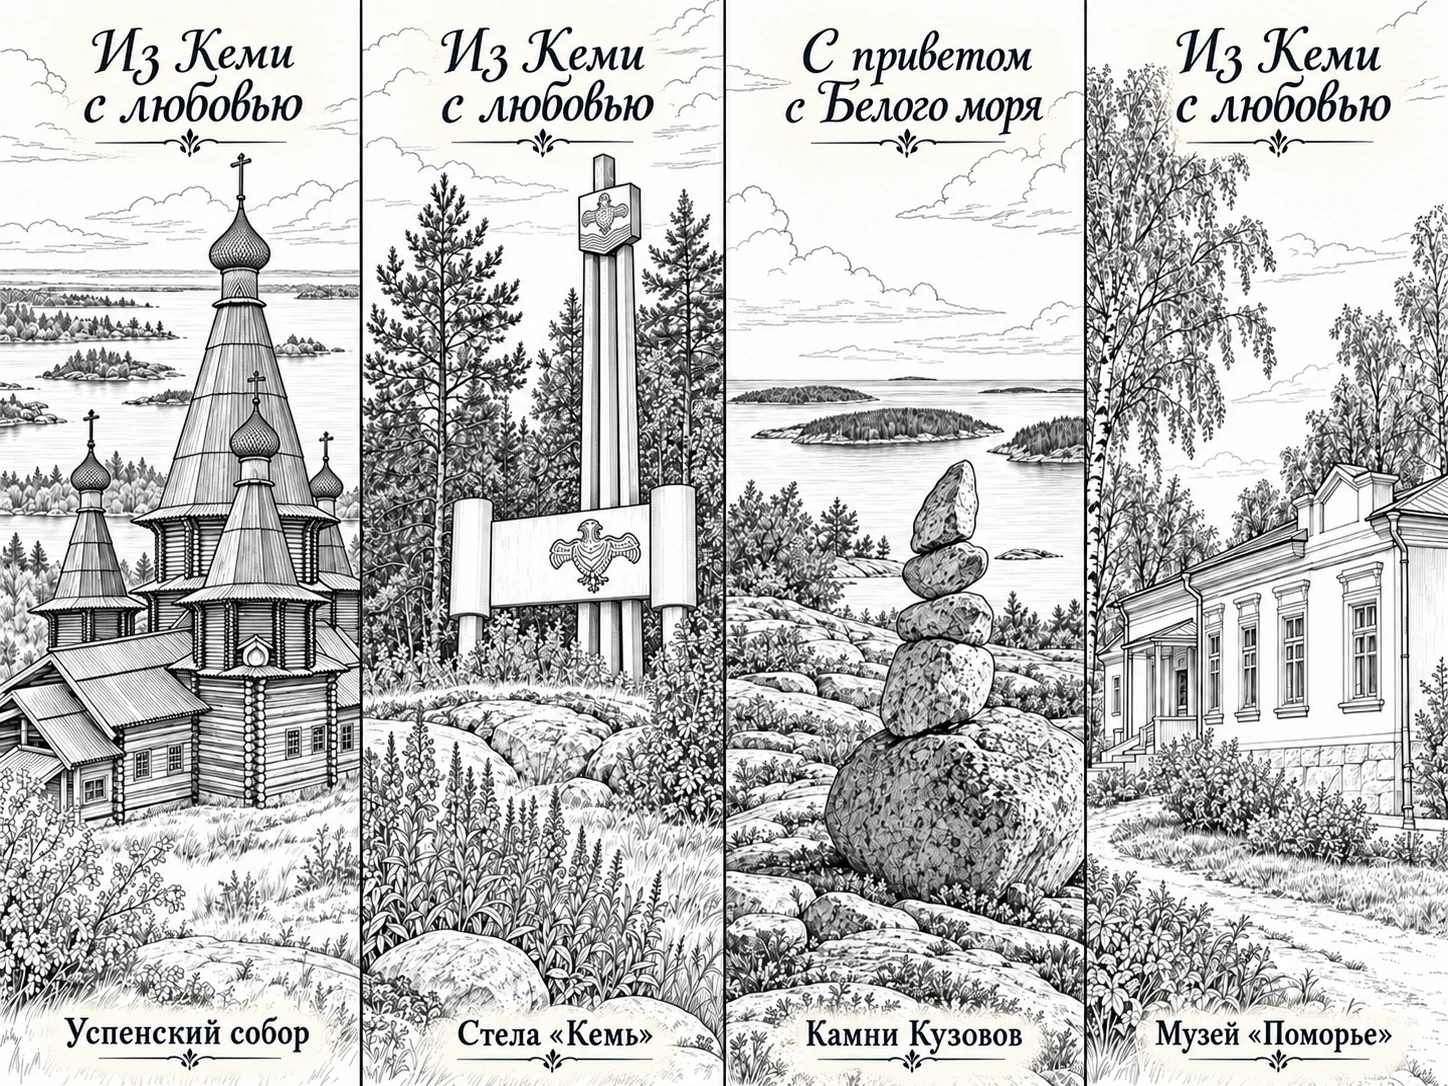 Из Кеми
с любовью
Успенский собор
Из Кеми
с любовью
Стела «Кемь»
С приветом
с Белого моря
Камни Кузовов
Из Кеми
с любовью
Музей «Поморье»